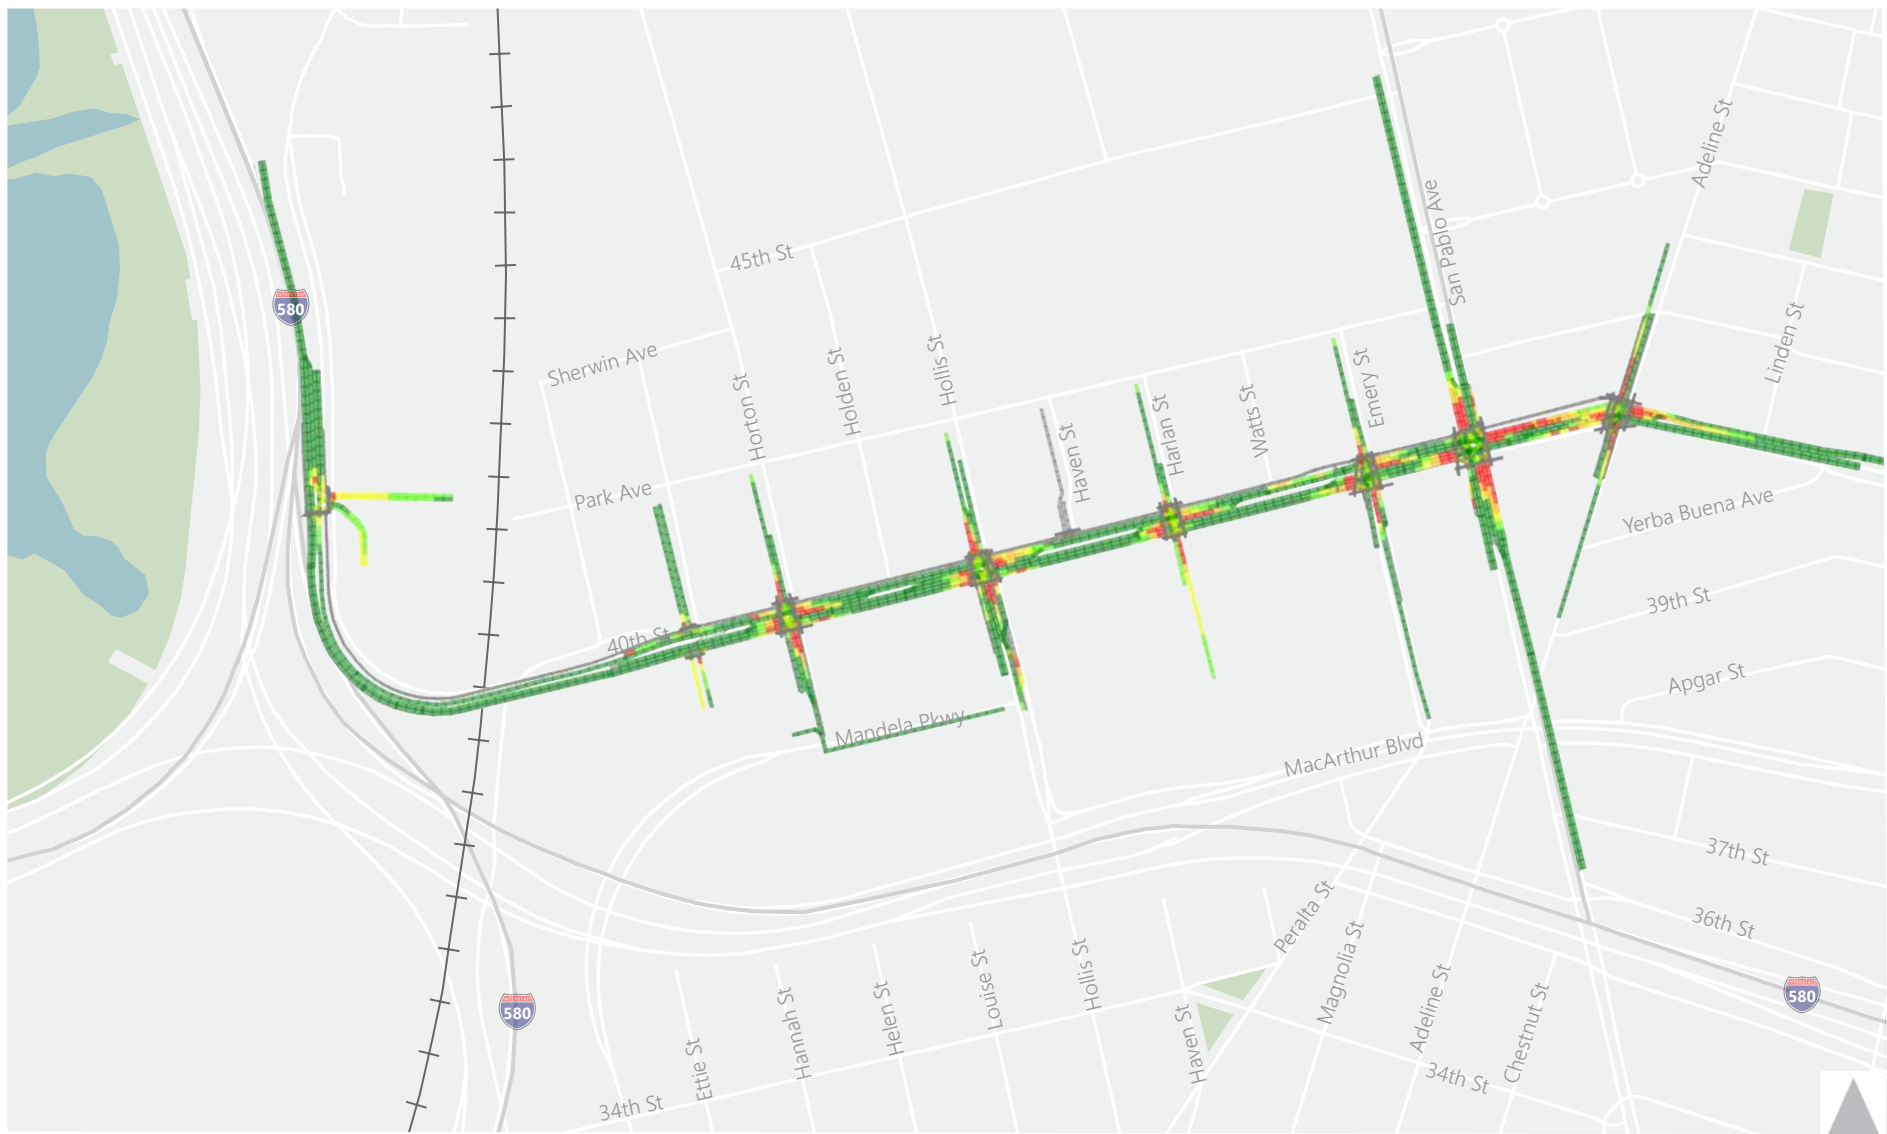 Adeline St
San Pablo Ave
45th St
INTERSTATE
580
Linden St
Sherwin Ave
Hollis St
Holden St
Emery St
Horton St
Watts St
Harlan St
Haven St
Park Ave
Yerba Buena Ave
39th St
40th St
Apgar St
Mandela Pkwy
MacArthur Blvd
37th St
Peralta St
36th St
Magnolia St
Hollis St
Louise St
Adeline St
INTERSTATE
580
Helen St
Hannah St
Chestnut St
INTERSTATE
580
Haven St
Ettie St
34th St
34th St